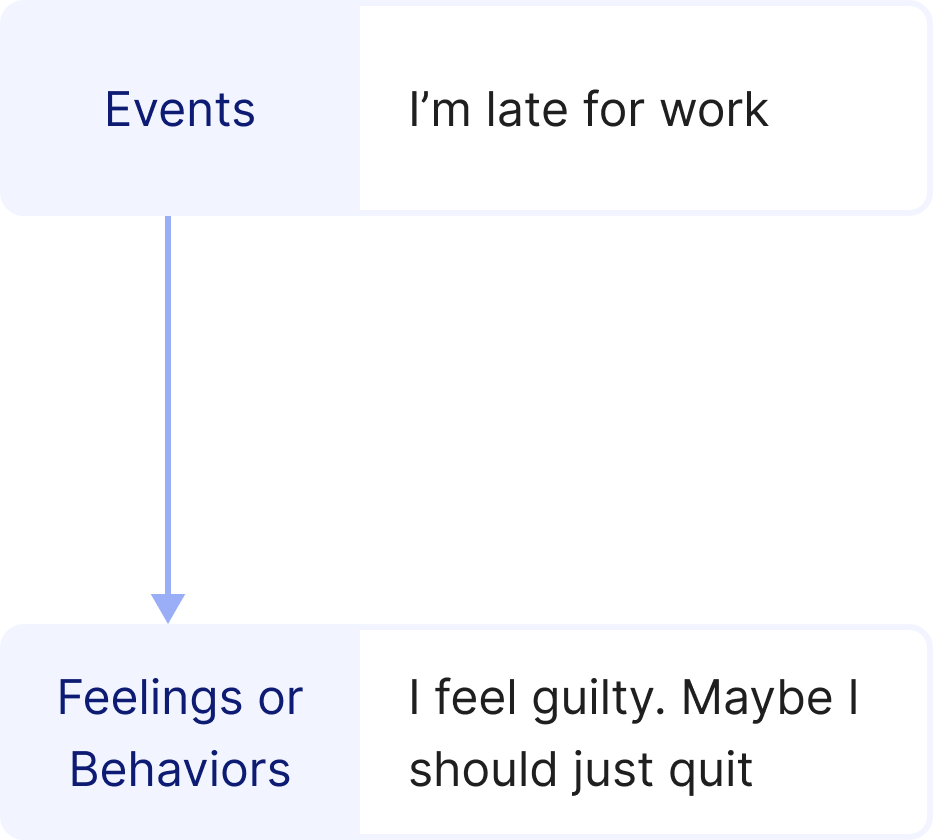 Events
I’m late for work
Feelings or
Behaviors
I feel guilty. Maybe I
should just quit